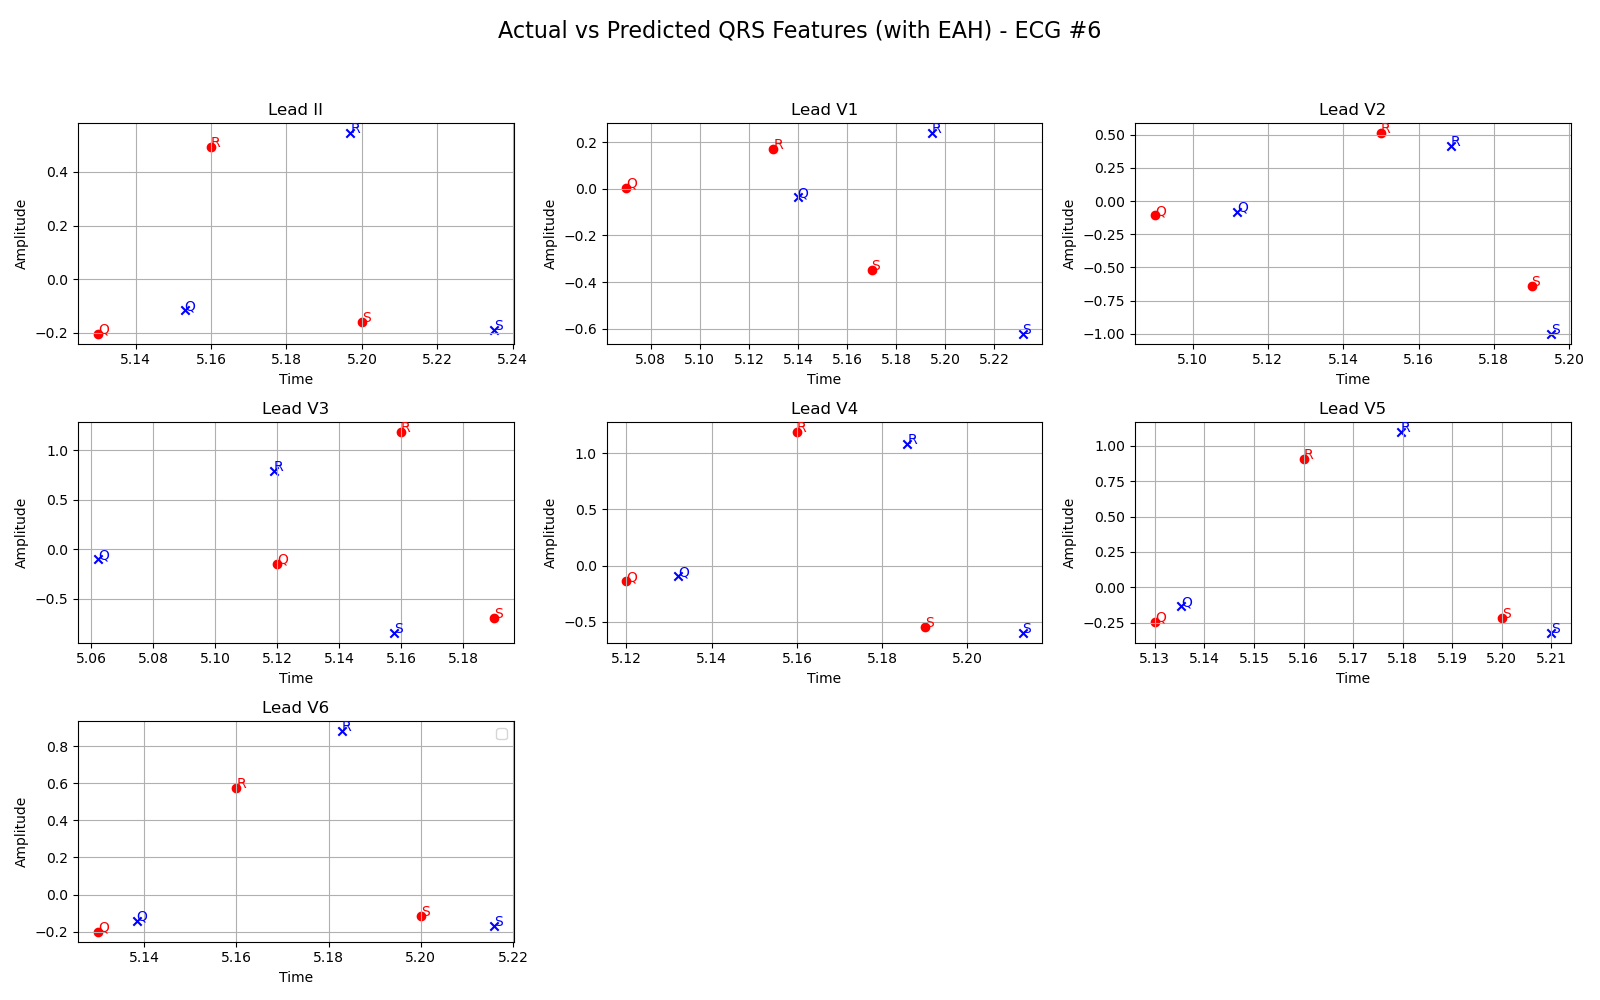 Actual vs Predicted QRS Features (with EAH) - ECG #6
Lead II
Amplitude
0.4
0.2
0.0
−0.2
Q
R
S
Q
R
S
5.14
5.16
5.18
5.20
5.22
5.24
Time
Lead V1
Amplitude
0.2
0.0
−0.2
−0.4
−0.6
Q
R
S
Q
R
S
5.08
5.10
5.12
5.14
5.16
5.18
5.20
5.22
Time
Lead V2
Amplitude
0.50
0.25
0.00
−0.25
−0.50
−0.75
−1.00
Q
R
S
Q
R
S
5.10
5.12
5.14
5.16
5.18
5.20
Time
Lead V3
Amplitude
1.0
0.5
0.0
−0.5
Q
R
S
Q
R
S
5.06
5.08
5.10
5.12
5.14
5.16
5.18
Time
Lead V4
Amplitude
1.0
0.5
0.0
−0.5
Q
R
S
Q
R
S
5.12
5.14
5.16
5.18
5.20
Time
Lead V5
Amplitude
1.00
0.75
0.50
0.25
0.00
−0.25
Q
R
S
Q
R
S
5.13
5.14
5.15
5.16
5.17
5.18
5.19
5.20
5.21
Time
Lead V6
Amplitude
0.8
0.6
0.4
0.2
0.0
−0.2
Q
R
S
Q
R
S
5.14
5.16
5.18
5.20
5.22
Time